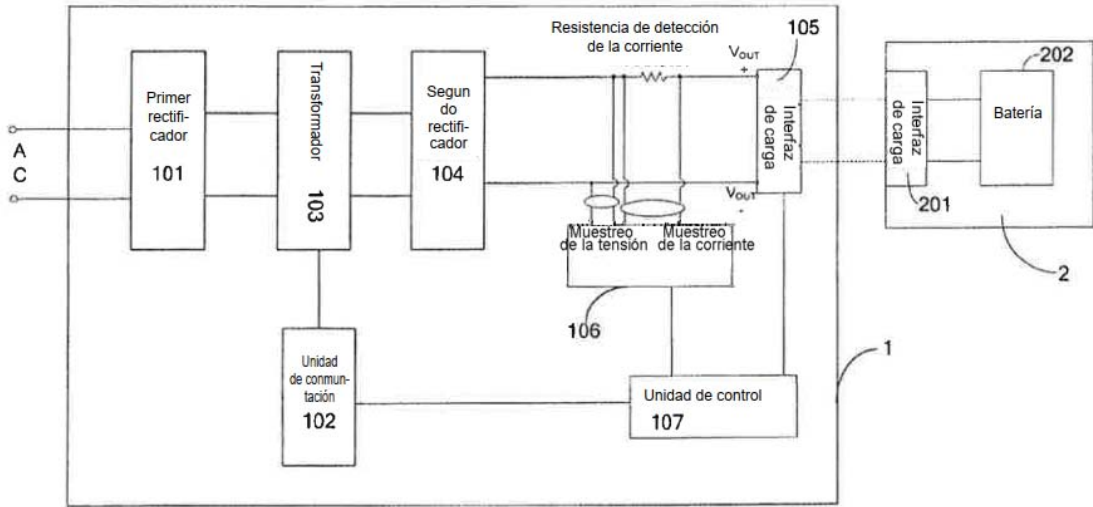 Resistencia de detección
de la corriente
105
VOUT
+
202
Primer
rectifi-
cador
101
Transformador
103
Segun
do
rectifi-
cador
104
Interfaz
de carga
Interfaz
de carga
201
Batería
A
C
VOUT
-
Muestreo
de la tensión
Muestreo
de la corriente
2
106
1
Unidad
de conmun-
tación
102
Unidad de control
107